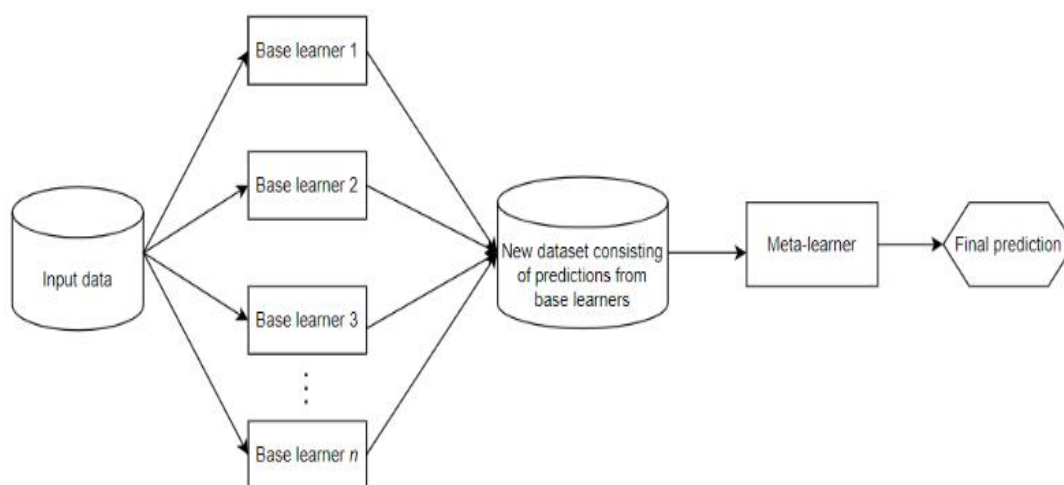 Base learner 1
Base learner 2
Input data
Base learner 3
Base learner n
New dataset consisting
of predictions from
base learners
Meta-learner
Final prediction